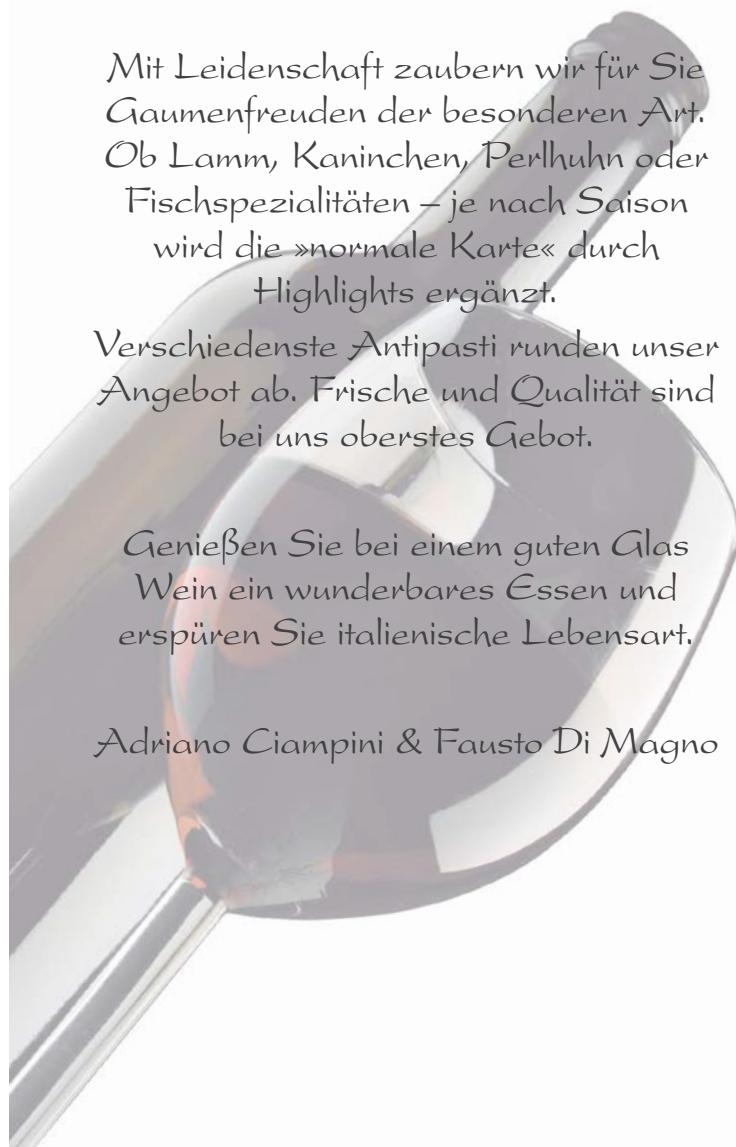 Mit Leidenschaft zaubern wir für Sie
Gaumenfreuden der besonderen Art.
Ob Lamm, Kaninchen, Perlhuhn oder
Fischspezialitäten – je nach Saison
wird die »normale Karte« durch
Highlights ergänzt.
Verschiedenste Antipasti runden unser
Angebot ab. Frische und Qualität sind
bei uns oberstes Gebot.
Genießen Sie bei einem guten Glas
Wein ein wunderbares Essen und
erspüren Sie italienische Lebensart.
Adriano Ciampini & Fausto Di Magno